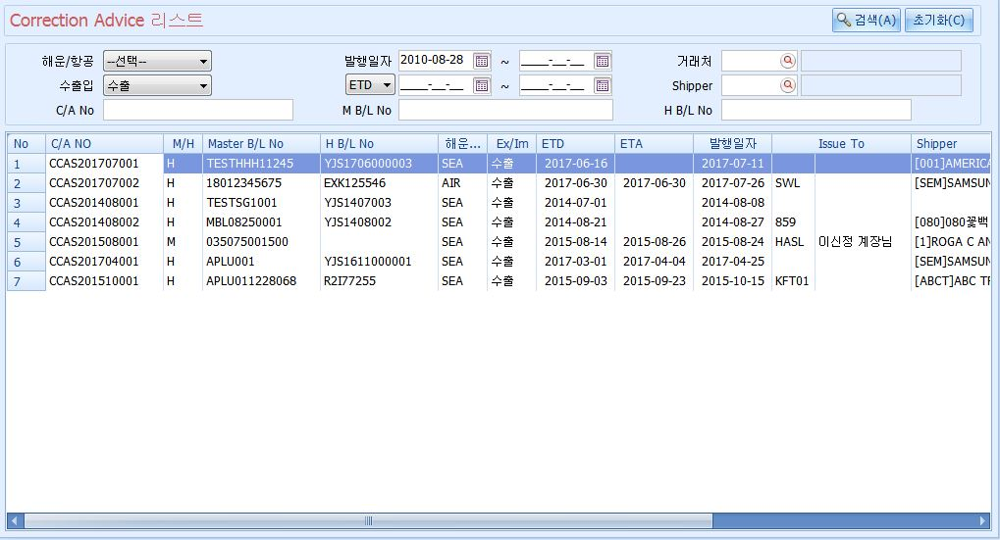 Correction Advice 리스트 검색(A) 초기화(C)
해운/항공 --선택-- 발행일자 2010-08-28 ~ ____-__-__ 거래처
수출입 수출 ETD ____-__-__ ~ ____-__-__ Shipper
C/A No M B/L No H B/L No
No C/A NO M/H Master B/L No H B/L No 해운... Ex/Im ETD ETA 발행일자 Issue To Shipper
1 CCAS201707001 H TESTHHH11245 YJS1706000003 SEA 수출 2017-06-16 2017-07-11 [001]AMERICA
2 CCAS201707002 H 18012345675 EXK125546 AIR 수출 2017-06-30 2017-06-30 2017-07-26 SWL [SEM]SAMSUN
3 CCAS201408001 H TESTSG1001 YJS1407003 SEA 수출 2014-07-01 2014-08-08
4 CCAS201408002 H MBL08250001 YJS1408002 SEA 수출 2014-08-21 2014-08-27 859 [080]080꽃백
5 CCAS201508001 M 035075001500 SEA 수출 2015-08-14 2015-08-26 2015-08-24 HASL 이신정 계장님 [1]ROGA C AN
6 CCAS201704001 H APLU001 YJS1611000001 SEA 수출 2017-03-01 2017-04-04 2017-04-25 [SEM]SAMSUN
7 CCAS201510001 H APLU011228068 R2I77255 SEA 수출 2015-09-03 2015-09-23 2015-10-15 KFT01 [ABCT]ABC TF